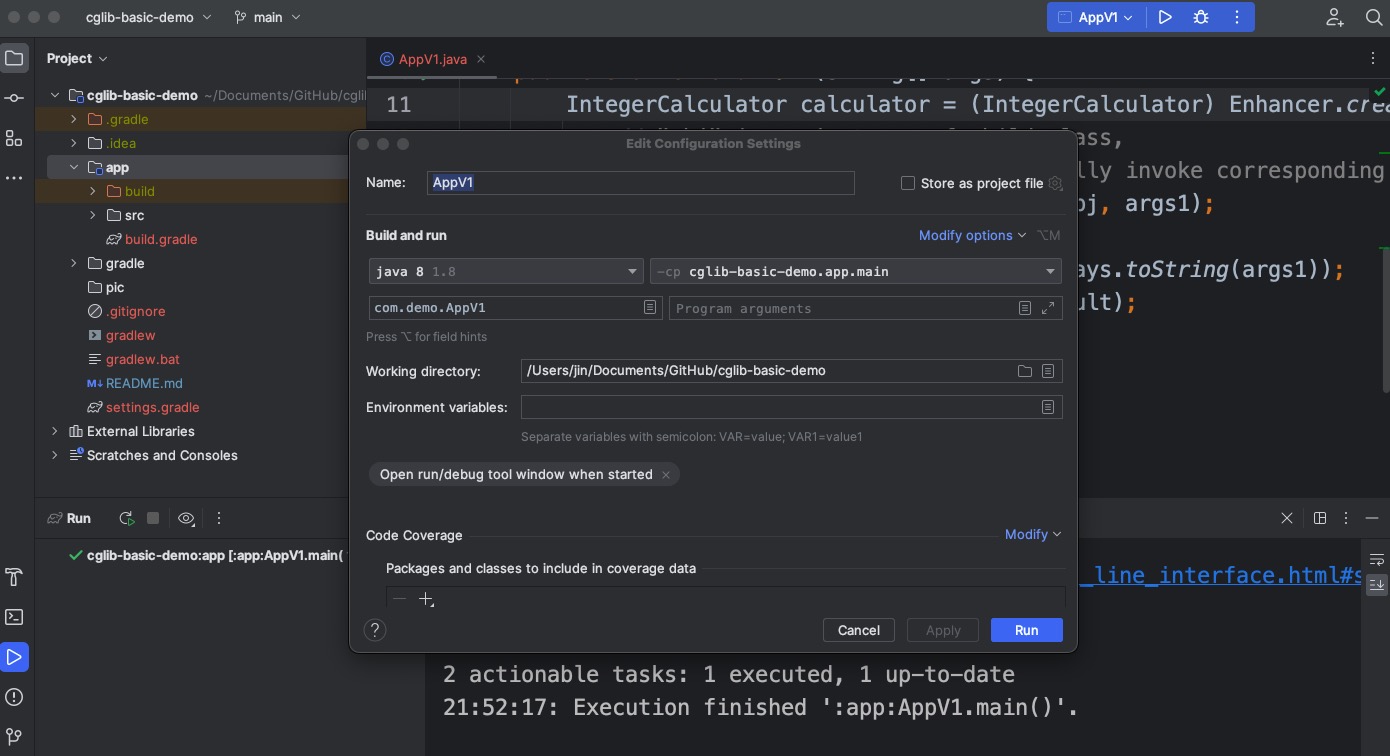 cglib-basic-demo main AppV1
Project
AppV1.java
cglib-basic-demo ~/Documents/GitHub/cgli
.gradle
.idea
app
build
src
build.gradle
gradle
pic
.gitignore
gradlew
gradlew.bat
M↓ README.md
settings.gradle
External Libraries
Scratches and Consoles
11 IntegerCalculator calculator = (IntegerCalculator) Enhancer.crea
ass,
lly invoke corresponding
bj, args1);
ays.toString(args1));
ult);
Edit Configuration Settings
Name: AppV1 Store as project file
Build and run Modify options ⌥M
java 8 1.8 -cp cglib-basic-demo.app.main
com.demo.AppV1 Program arguments
Press ⌥ for field hints
Working directory: /Users/jin/Documents/GitHub/cglib-basic-demo
Environment variables:
Separate variables with semicolon: VAR=value; VAR1=value1
Open run/debug tool window when started
Code Coverage Modify
Packages and classes to include in coverage data
? Cancel Apply Run
Run
cglib-basic-demo:app [:app:AppV1.main(
_line_interface.html#s
2 actionable tasks: 1 executed, 1 up-to-date
21:52:17: Execution finished ':app:AppV1.main()'.